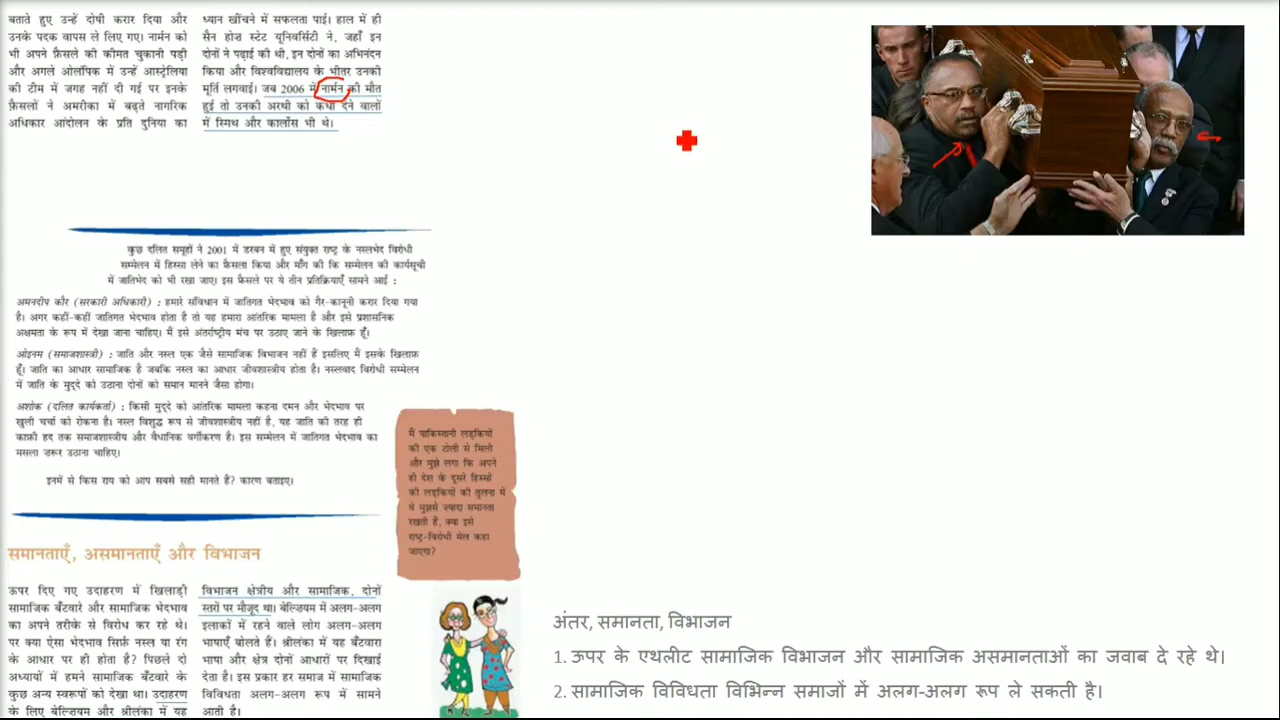 बताते हुए उन्हें दोषी करार दिया और
उनके पदक वापस ले लिए गए। नार्मन को
भी अपने फ़ैसले की कीमत चुकानी पड़ी
और अगले ओलंपिक में उन्हें आस्ट्रेलिया
की टीम में जगह नहीं दी गई पर इनके
फ़ैसलों ने अमरीका में बढ़ते नागरिक
अधिकार आंदोलन के प्रति दुनिया का
ध्यान खींचने में सफलता पाई। हाल में ही
सैन होज़ स्टेट यूनिवर्सिटी ने, जहाँ इन
दोनों ने पढ़ाई की थी, इन दोनों का अभिनंदन
किया और विश्वविद्यालय के भीतर उनकी
मूर्ति लगवाई। जब 2006 में नार्मन की मौत
हुई तो उनकी अरथी को कंधा देने वालों
में स्मिथ और कार्लोस भी थे।
कुछ दलित समूहों ने 2001 में डरबन में हुए संयुक्त राष्ट्र के नस्लभेद विरोधी
सम्मेलन में हिस्सा लेने का फ़ैसला किया और माँग की कि सम्मेलन की कार्यसूची
में जातिभेद को भी रखा जाए। इस फ़ैसले पर ये तीन प्रतिक्रियाएँ सामने आईं :
अमनदीप कौर (सरकारी अधिकारी) : हमारे संविधान में जातिगत भेदभाव को गैर-कानूनी करार दिया गया
है। अगर कहीं-कहीं जातिगत भेदभाव होता है तो यह हमारा आंतरिक मामला है और इसे प्रशासनिक
अक्षमता के रूप में देखा जाना चाहिए। मैं इसे अंतर्राष्ट्रीय मंच पर उठाए जाने के खिलाफ़ हूँ।
ओइनम (समाजशास्त्री) : जाति और नस्ल एक जैसे सामाजिक विभाजन नहीं हैं इसलिए मैं इसके खिलाफ़
हूँ। जाति का आधार सामाजिक है जबकि नस्ल का आधार जीवशास्त्रीय होता है। नस्लवाद विरोधी सम्मेलन
में जाति के मुद्दे को उठाना दोनों को समान मानने जैसा होगा।
अशोक (दलित कार्यकर्ता) : किसी मुद्दे को आंतरिक मामला कहना दमन और भेदभाव पर
खुली चर्चा को रोकना है। नस्ल विशुद्ध रूप से जीवशास्त्रीय नहीं है, यह जाति की तरह ही
काफ़ी हद तक समाजशास्त्रीय और वैधानिक वर्गीकरण है। इस सम्मेलन में जातिगत भेदभाव का
मसला ज़रूर उठाना चाहिए।
इनमें से किस राय को आप सबसे सही मानते हैं? कारण बताइए।
मैं पाकिस्तानी लड़कियों
की एक टोली से मिली
और मुझे लगा कि अपने
ही देश के दूसरे हिस्सों
की लड़कियों की तुलना में
वे मुझसे ज्यादा समानता
रखती हैं, क्या इसे
राष्ट्र-विरोधी मेल कहा
जाएगा?
समानताएँ, असमानताएँ और विभाजन
ऊपर दिए गए उदाहरण में खिलाड़ी
सामाजिक बँटवारे और सामाजिक भेदभाव
का अपने तरीके से विरोध कर रहे थे।
पर क्या ऐसा भेदभाव सिर्फ़ नस्ल या रंग
के आधार पर ही होता है? पिछले दो
अध्यायों में हमने सामाजिक बँटवारे के
कुछ अन्य स्वरूपों को देखा था। उदाहरण
के लिए बेल्जियम और श्रीलंका में यह
विभाजन क्षेत्रीय और सामाजिक, दोनों
स्तरों पर मौजूद था। बेल्जियम में अलग-अलग
इलाकों में रहने वाले लोग अलग-अलग
भाषाएँ बोलते हैं। श्रीलंका में यह बँटवारा
भाषा और क्षेत्र दोनों आधारों पर दिखाई
देता है। इस प्रकार हर समाज में सामाजिक
विविधता अलग-अलग रूप में सामने
आती है।
अंतर, समानता, विभाजन
1. ऊपर के एथलीट सामाजिक विभाजन और सामाजिक असमानताओं का जवाब दे रहे थे।
2. सामाजिक विविधता विभिन्न समाजों में अलग-अलग रूप ले सकती है।